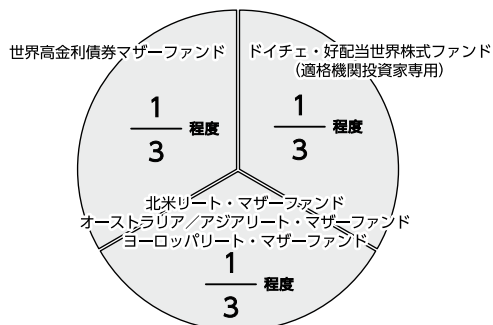 世界高金利債券マザーファンド
1
3
程度
ドイチェ・好配当世界株式ファンド
(適格機関投資家専用)
1
3
程度
北米リート・マザーファンド
オーストラリア／アジアリート・マザーファンド
ヨーロッパリート・マザーファンド
1
3
程度